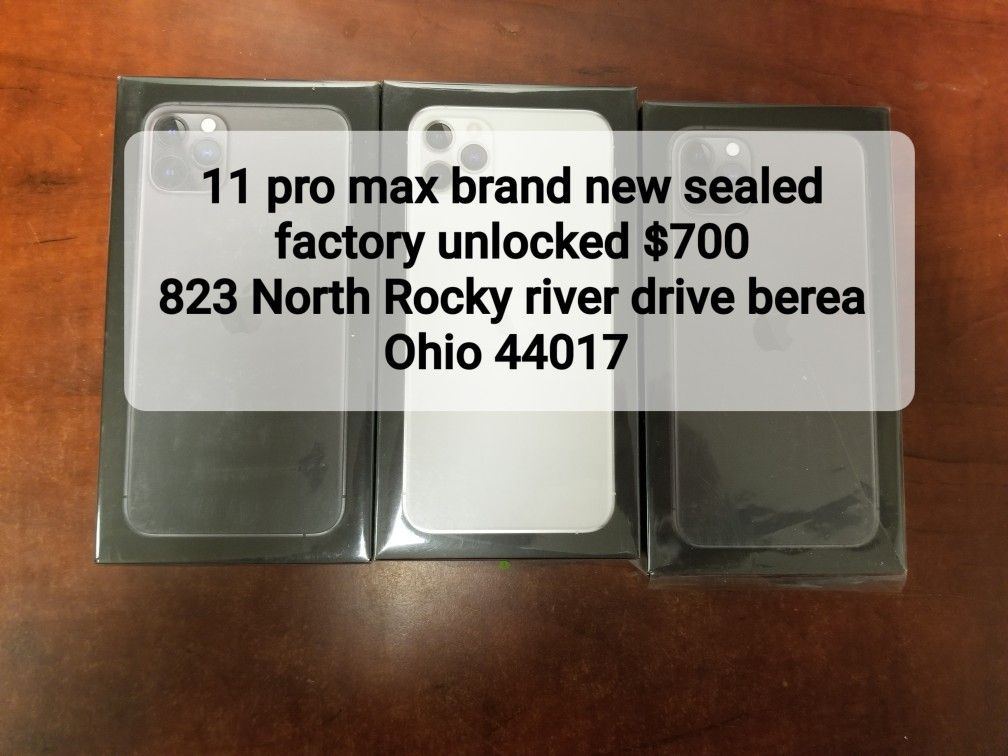 11 pro max brand new sealed
factory unlocked $700
823 North Rocky river drive berea
Ohio 44017